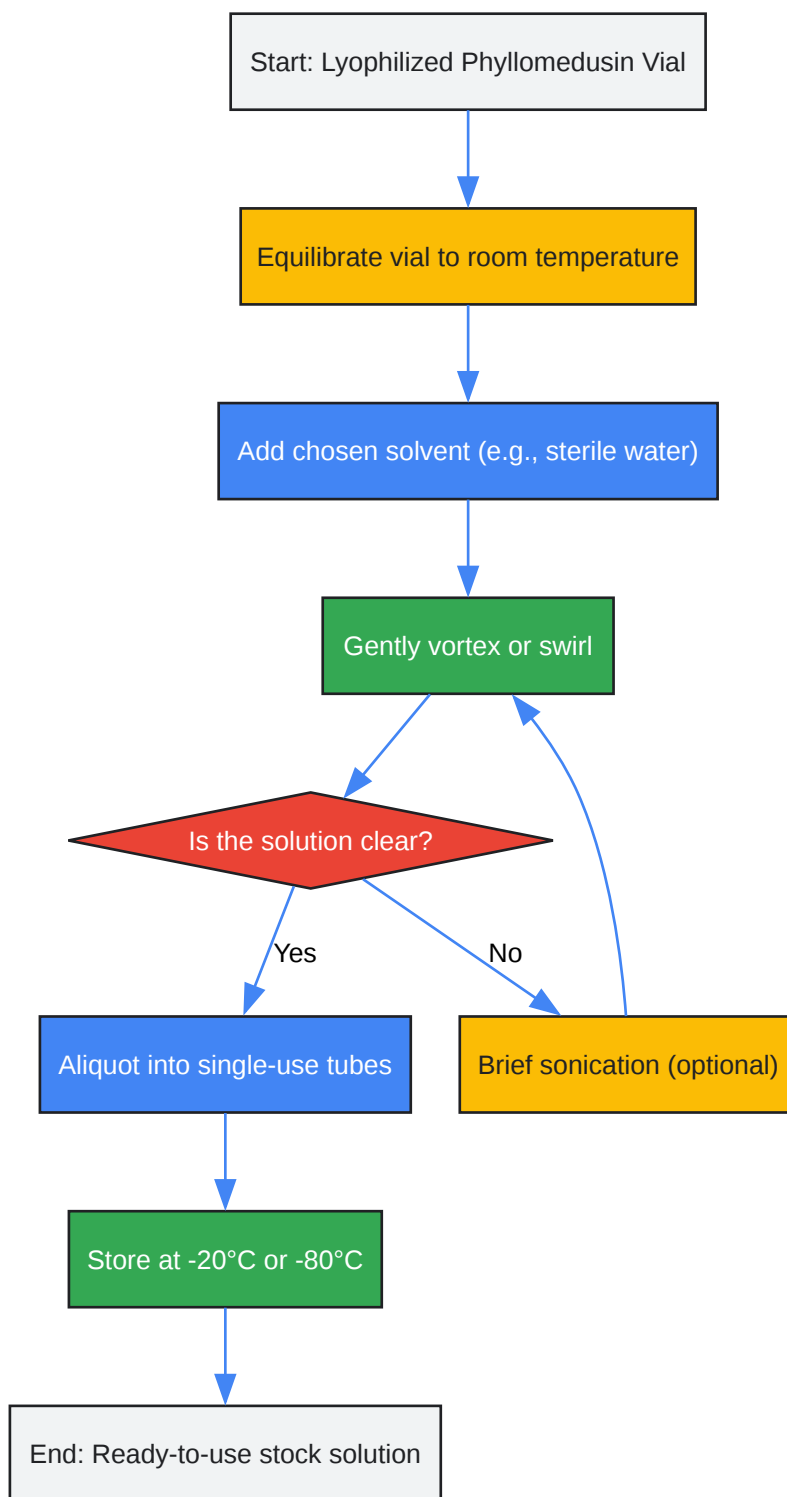 Start: Lyophilized Phyllomedusin Vial
Equilibrate vial to room temperature
Add chosen solvent (e.g., sterile water)
Gently vortex or swirl
Is the solution clear?
Yes
No
Aliquot into single-use tubes
Brief sonication (optional)
Store at -20°C or -80°C
End: Ready-to-use stock solution